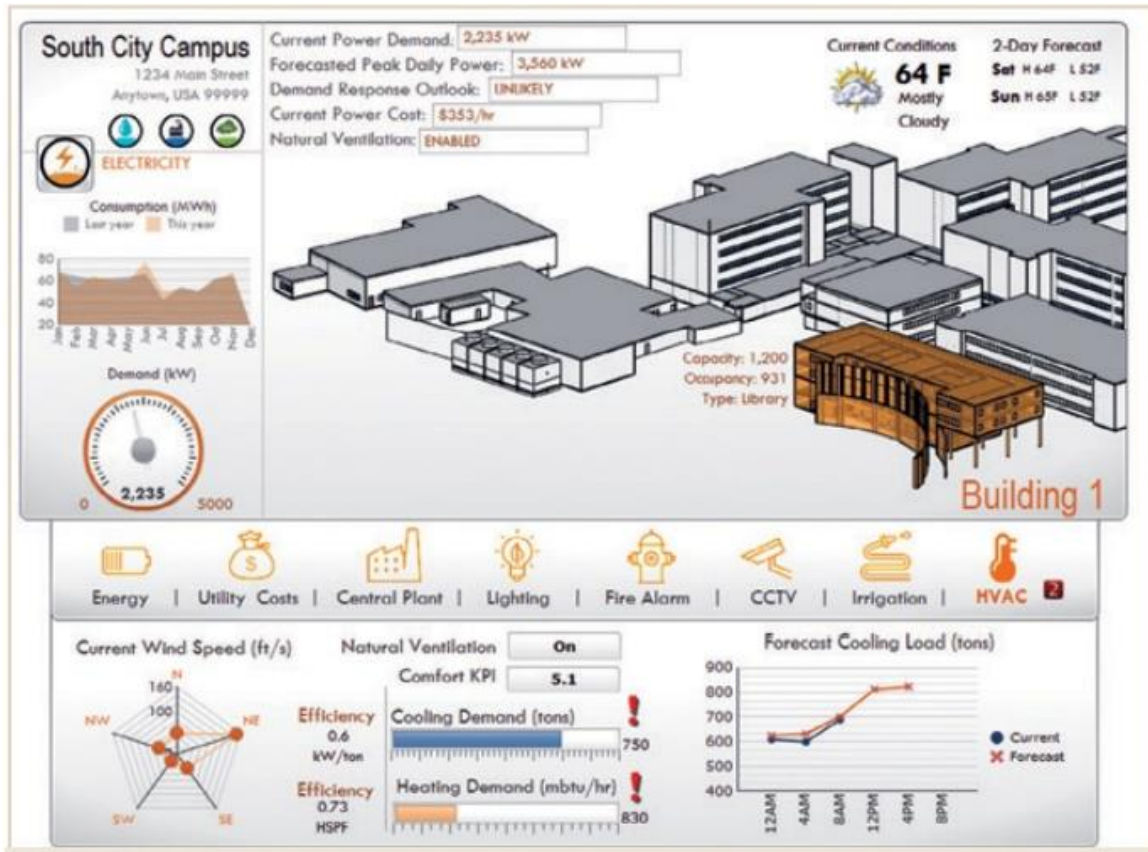 South City Campus
1234 Main Street
Anytown, USA 99999
ELECTRICITY
Consumption (MWh)
Last year This year
80
60
40
20
Jan Feb Mar Apr May Jun Jul Aug Sep Oct Nov Dec
Demand (kW)
2,235
0 5000
Current Power Demand: 2,235 kW
Forecasted Peak Daily Power: 3,560 kW
Demand Response Outlook: UNLIKELY
Current Power Cost: $353/hr
Natural Ventilation: ENABLED
Current Conditions
64 F
Mostly
Cloudy
2-Day Forecast
Sat H 64F L 52F
Sun H 65F L 52F
Capacity: 1,200
Occupancy: 931
Type: Library
Building 1
Energy | Utility Costs | Central Plant | Lighting | Fire Alarm | CCTV | Irrigation | HVAC 2
Current Wind Speed (ft/s)
N
160
100
NW NE
SW SE
Natural Ventilation On
Comfort KPI 5.1
Efficiency
0.6
kW/ton
Cooling Demand (tons) !
750
Efficiency
0.73
HSPF
Heating Demand (mbtu/hr) !
830
Forecast Cooling Load (tons)
900
800
700
600
500
400
12AM 4AM 8AM 12PM 4PM 8PM
Current
Forecast